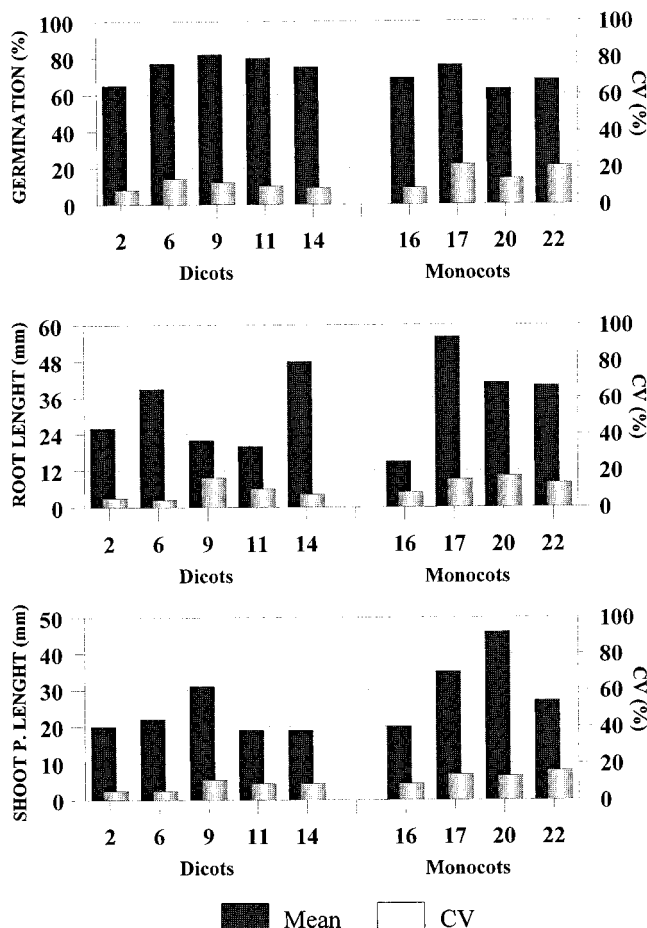 GERMINATION (%)
100
80
60
40
20
0
CV (%)
100
80
60
40
20
0
2 6 9 11 14
16 17 20 22
Dicots
Monocots
ROOT LENGHT (mm)
60
48
36
24
12
0
CV (%)
100
80
60
40
20
0
2 6 9 11 14
16 17 20 22
Dicots
Monocots
SHOOT P. LENGHT (mm)
50
40
30
20
10
0
CV (%)
100
80
60
40
20
0
2 6 9 11 14
16 17 20 22
Dicots
Monocots
Mean CV